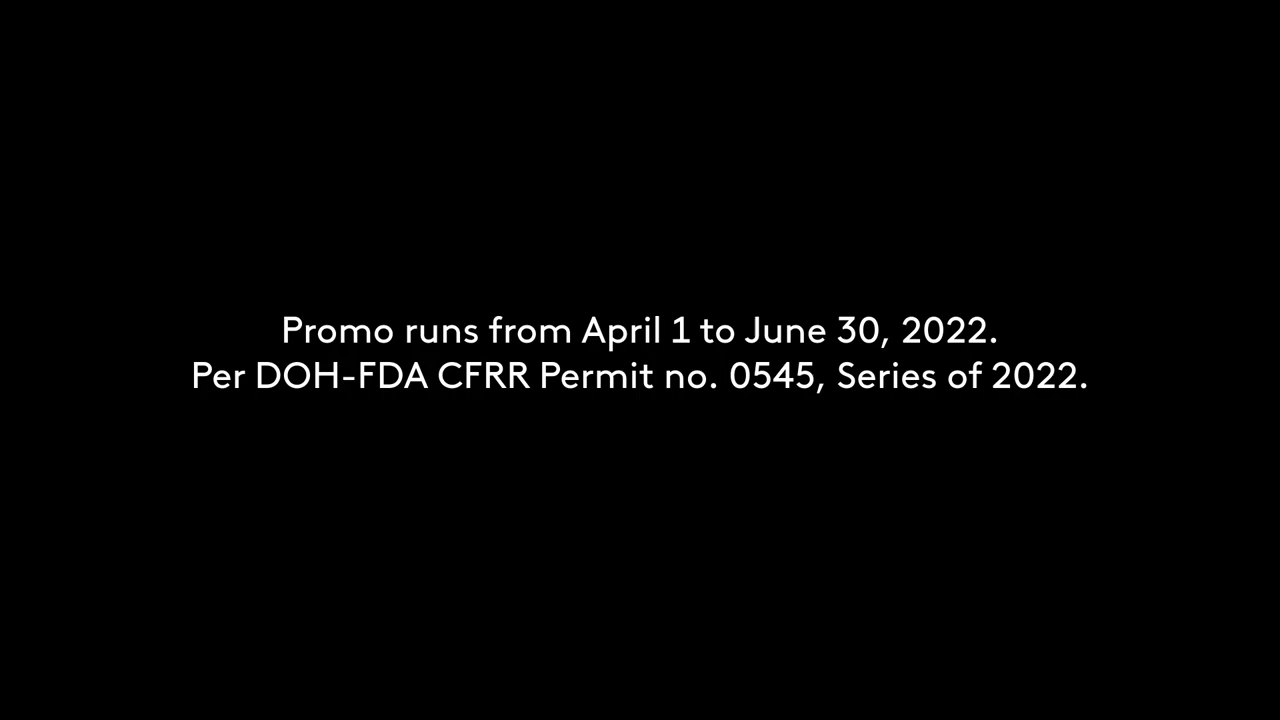 Promo runs from April 1 to June 30, 2022.
Per DOH-FDA CFRR Permit no. 0545, Series of 2022.